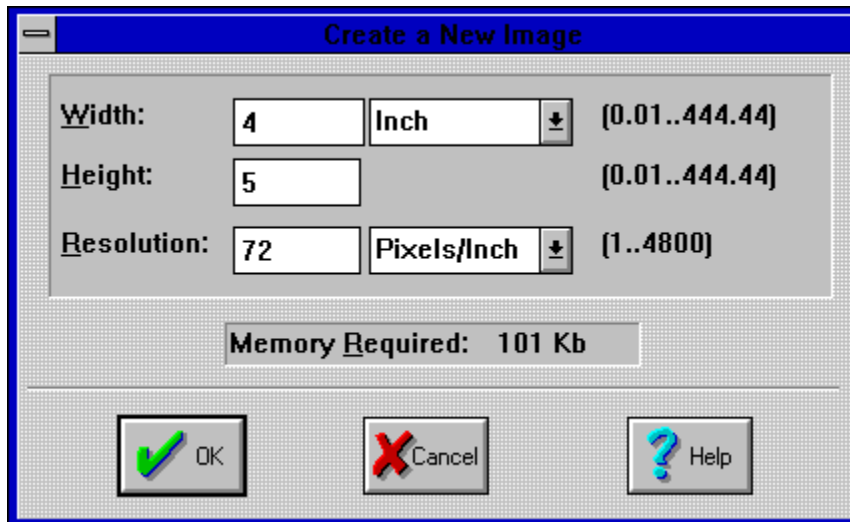 Create a New Image
Width: 4 Inch (0.01..444.44)
Height: 5 (0.01..444.44)
Resolution: 72 Pixels/Inch (1..4800)
Memory Required: 101 Kb
OK Cancel Help